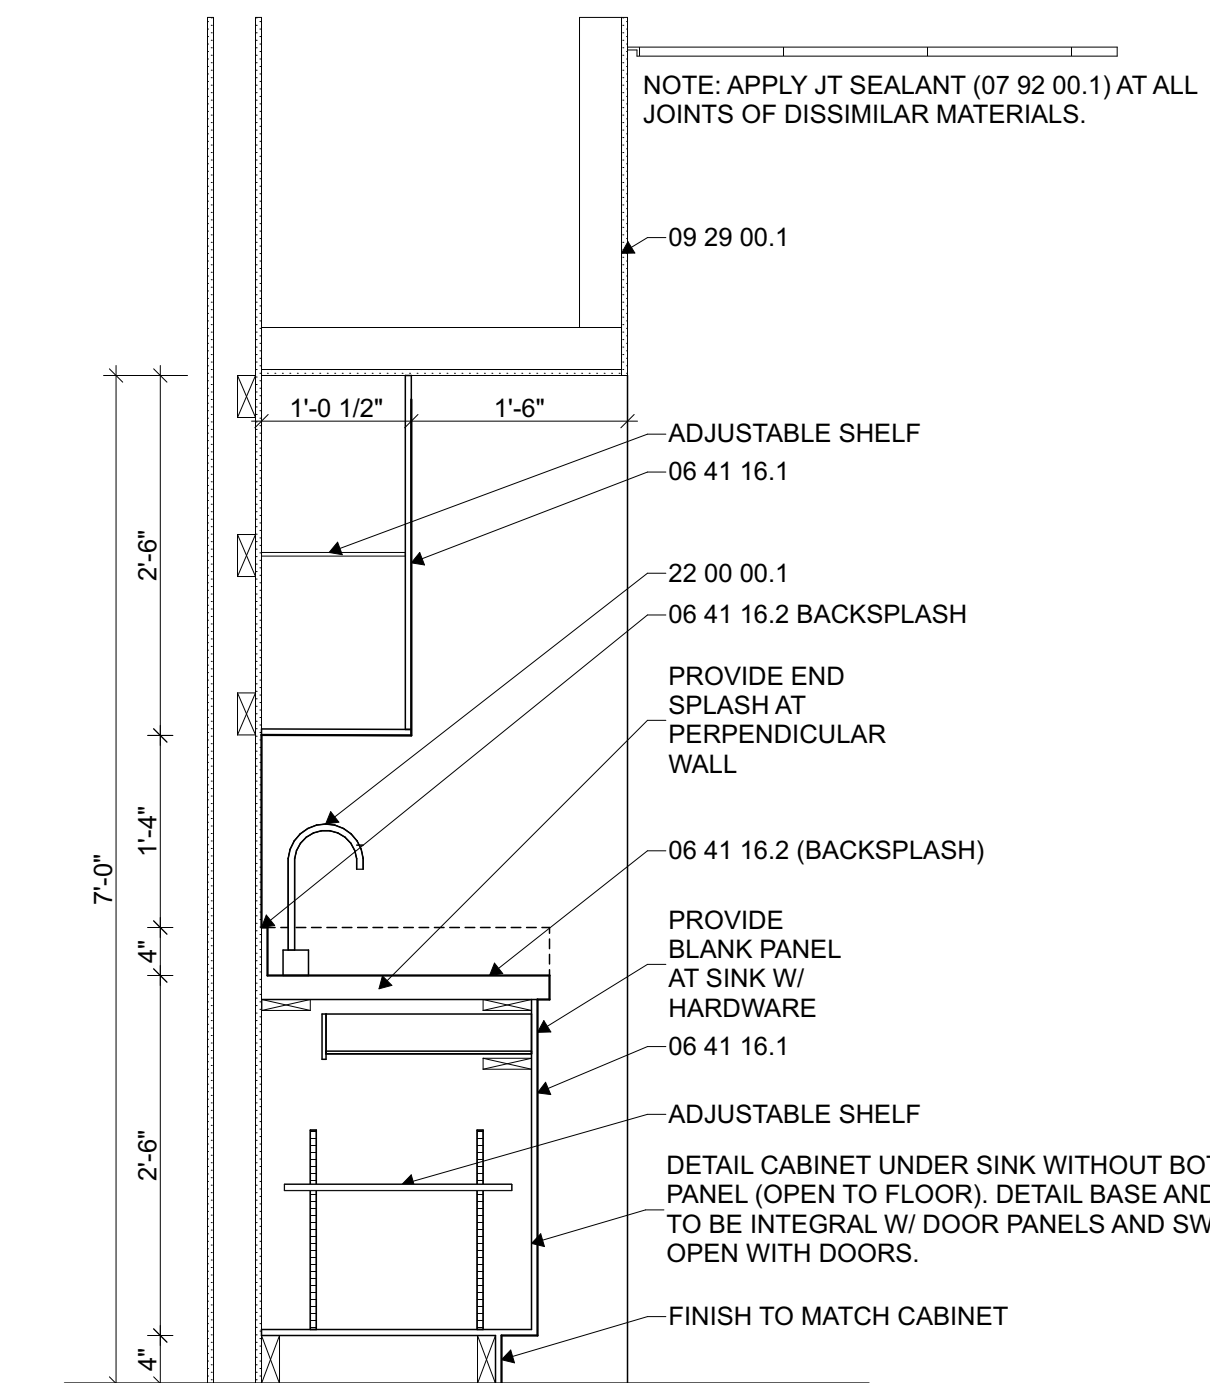 NOTE: APPLY JT SEALANT (07 92 00.1) AT ALL
JOINTS OF DISSIMILAR MATERIALS.
09 29 00.1
1'-0 1/2"
1'-6"
ADJUSTABLE SHELF
06 41 16.1
2'-6"
22 00 00.1
06 41 16.2 BACKSPLASH
PROVIDE END
SPLASH AT
PERPENDICULAR
WALL
1'-4"
7'-0"
06 41 16.2 (BACKSPLASH)
4"
PROVIDE
BLANK PANEL
AT SINK W/
HARDWARE
06 41 16.1
2'-6"
ADJUSTABLE SHELF
DETAIL CABINET UNDER SINK WITHOUT
PANEL (OPEN TO FLOOR). DETAIL BASE AND
TO BE INTEGRAL W/ DOOR PANELS AND
OPEN WITH DOORS.
FINISH TO MATCH CABINET
4"